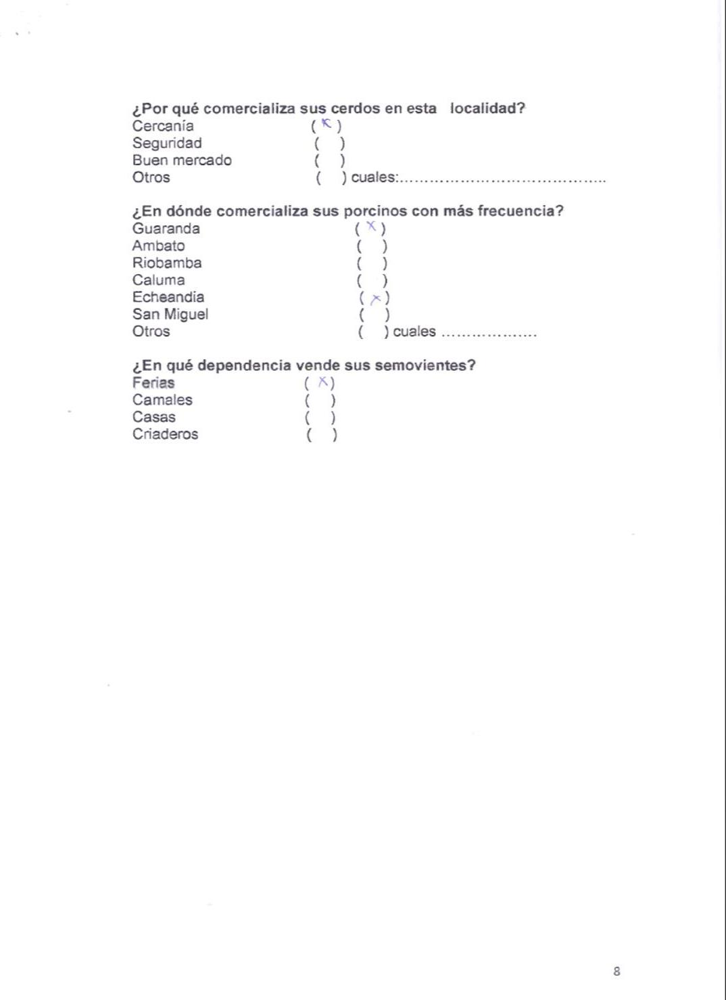 ¿Por qué comercializa sus cerdos en esta localidad?
Cercanía (X)
Seguridad ( )
Buen mercado ( )
Otros ( ) cuales:........................................
¿En dónde comercializa sus porcinos con más frecuencia?
Guaranda (X)
Ambato ( )
Riobamba ( )
Caluma ( )
Echeandia (X)
San Miguel ( )
Otros ( ) cuales ...................
¿En qué dependencia vende sus semovientes?
Ferias (X)
Camales ( )
Casas ( )
Criaderos ( )
8